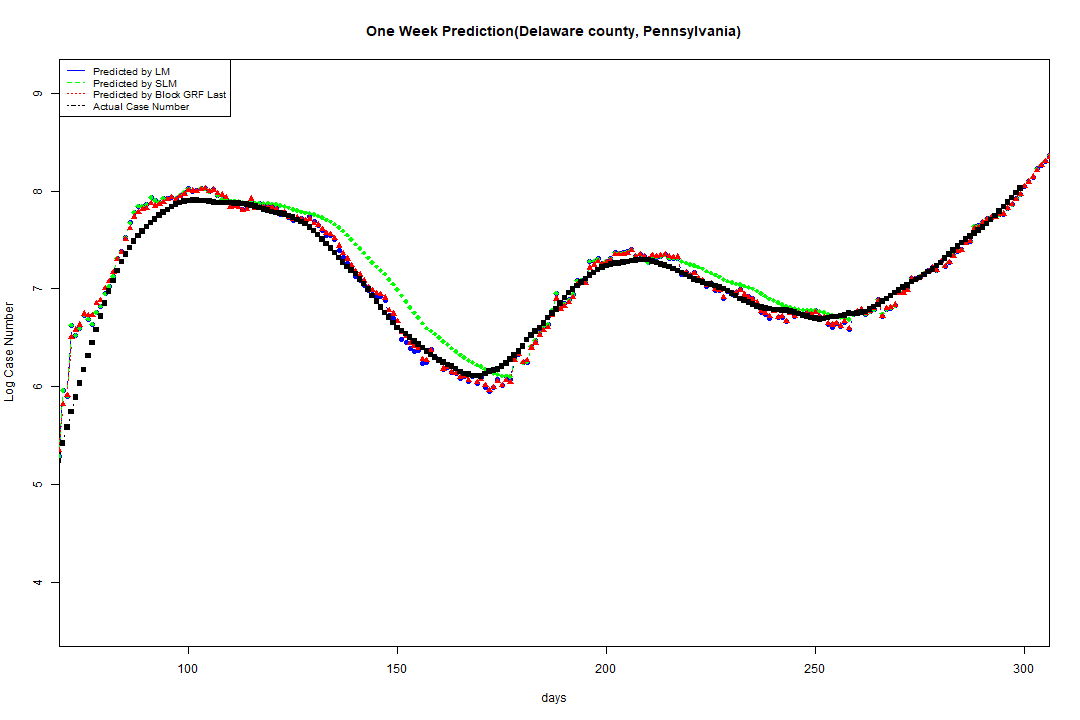 One Week Prediction(Delaware county, Pennsylvania)
Predicted by LM
Predicted by SLM
Predicted by Block GRF Last
Actual Case Number
9
8
7
6
5
4
Log Case Number
100 150 200 250 300
days